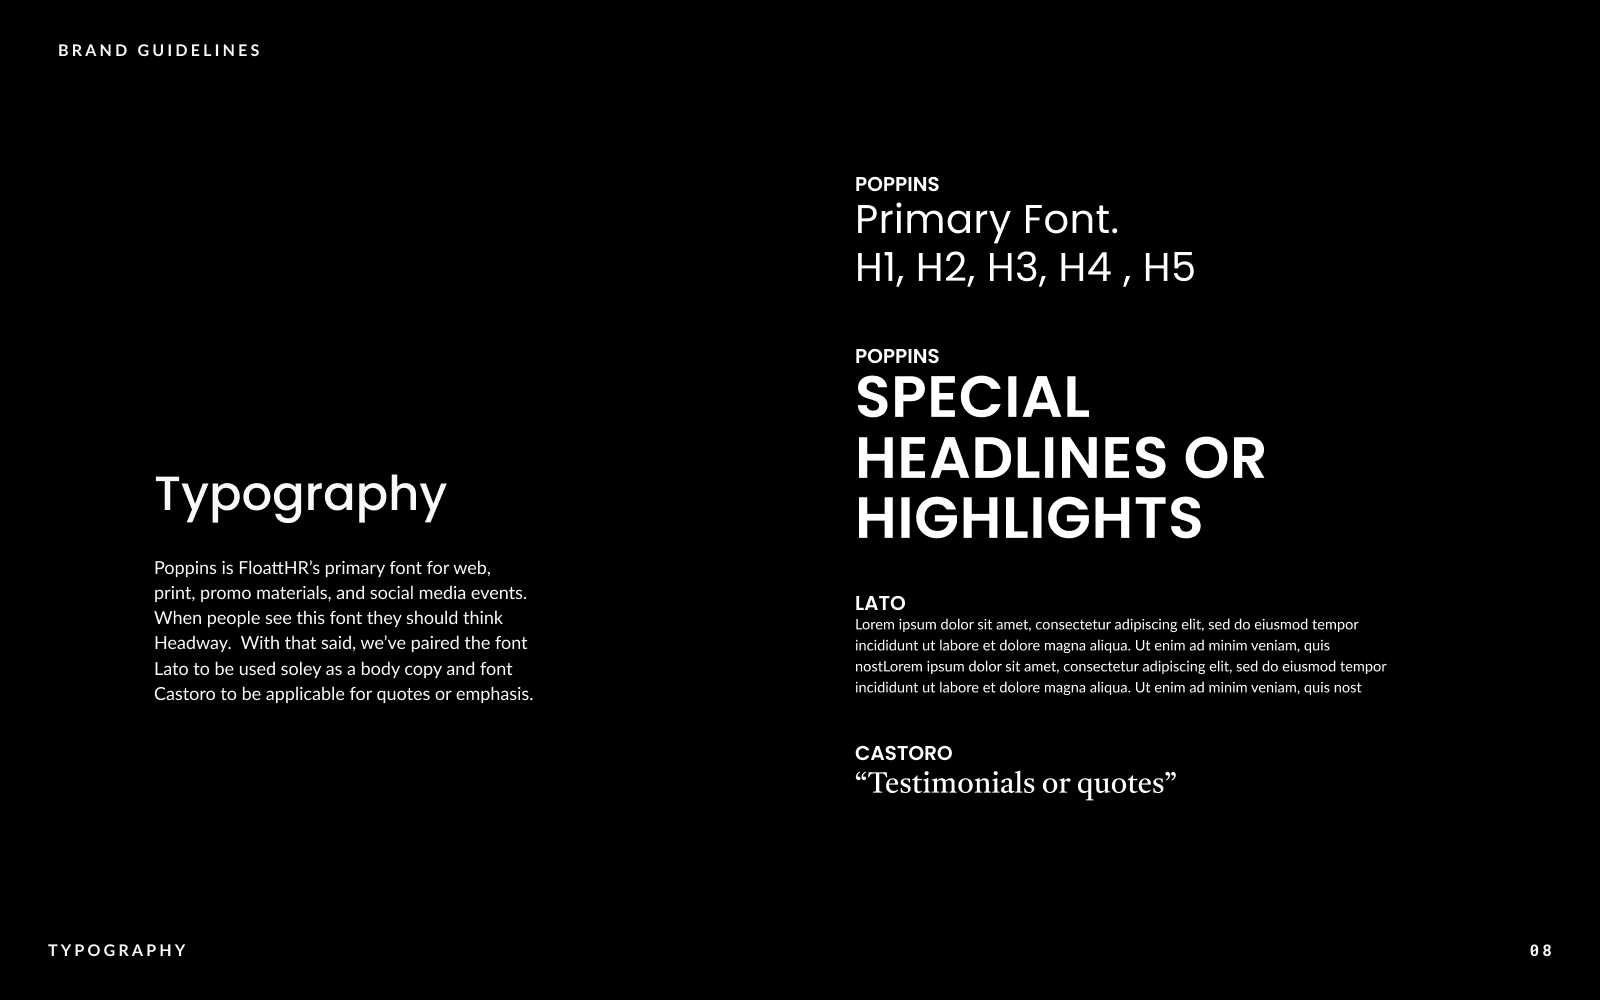 BRAND GUIDELINES
Typography
Poppins is FloattHR’s primary font for web,
print, promo materials, and social media events.
When people see this font they should think
Headway.  With that said, we’ve paired the font
Lato to be used soley as a body copy and font
Castoro to be applicable for quotes or emphasis.
POPPINS
Primary Font.
H1, H2, H3, H4 , H5
POPPINS
SPECIAL
HEADLINES OR
HIGHLIGHTS
LATO
Lorem ipsum dolor sit amet, consectetur adipiscing elit, sed do eiusmod tempor
incididunt ut labore et dolore magna aliqua. Ut enim ad minim veniam, quis
nostLorem ipsum dolor sit amet, consectetur adipiscing elit, sed do eiusmod tempor
incididunt ut labore et dolore magna aliqua. Ut enim ad minim veniam, quis nost
CASTORO
“Testimonials or quotes”
TYPOGRAPHY
08